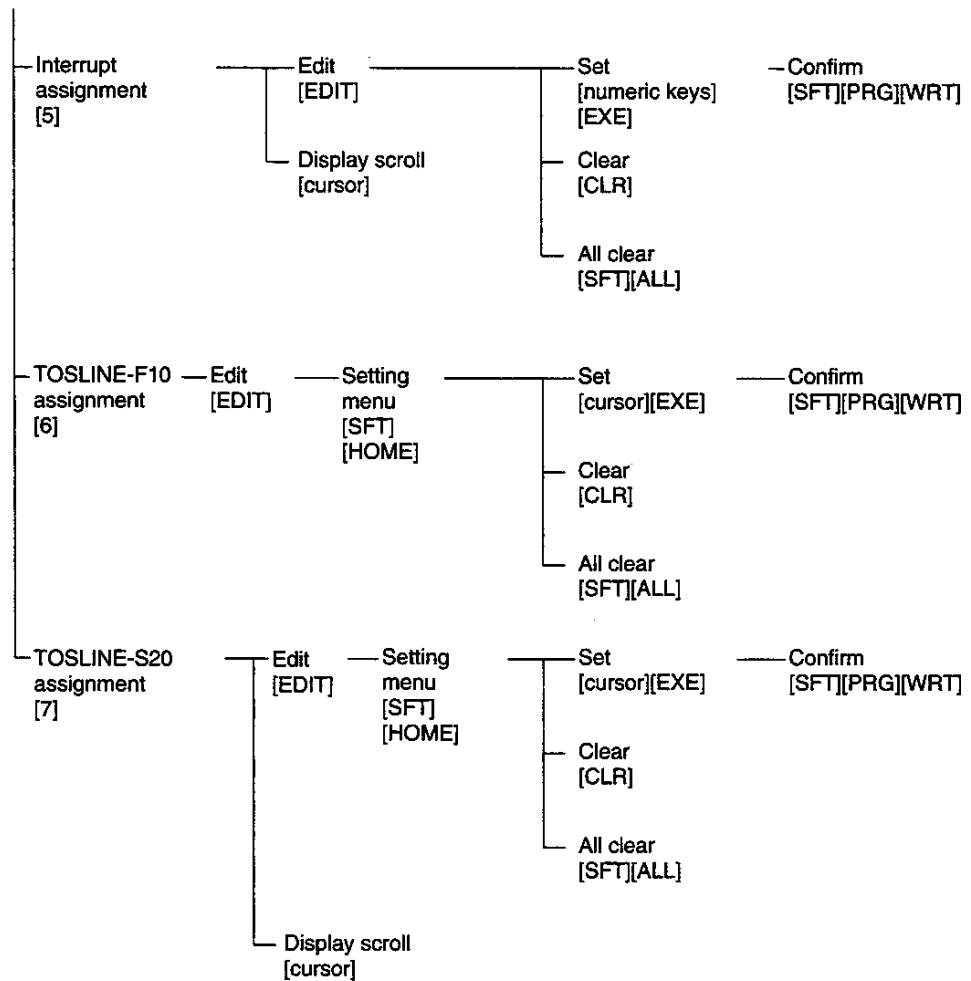 Interrupt
assignment
[5]
Edit
[EDIT]
Display scroll
[cursor]
Set
[numeric keys]
[EXE]
Clear
[CLR]
All clear
[SFT][ALL]
Confirm
[SFT][PRG][WRT]
TOSLINE-F10
assignment
[6]
Edit
[EDIT]
Setting
menu
[SFT]
[HOME]
Set
[cursor][EXE]
Clear
[CLR]
All clear
[SFT][ALL]
Confirm
[SFT][PRG][WRT]
TOSLINE-S20
assignment
[7]
Edit
[EDIT]
Setting
menu
[SFT]
[HOME]
Set
[cursor][EXE]
Clear
[CLR]
All clear
[SFT][ALL]
Confirm
[SFT][PRG][WRT]
Display scroll
[cursor]